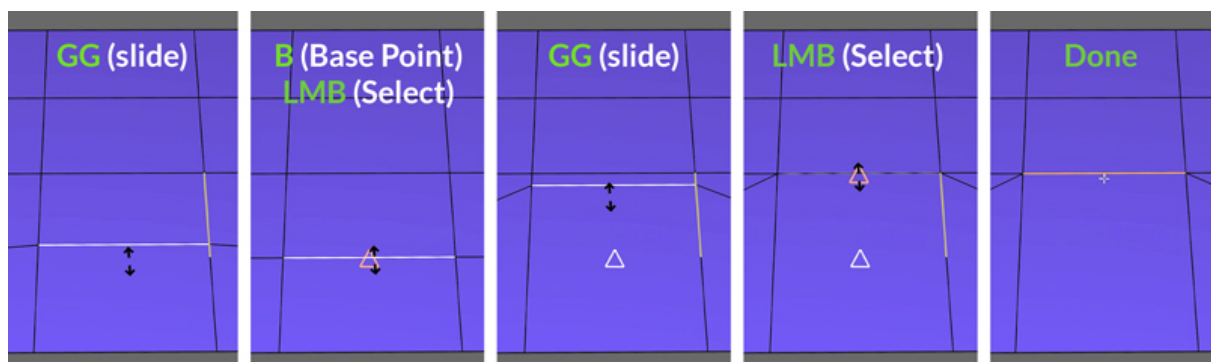 GG (slide)
B (Base Point)
LMB (Select)
GG (slide)
LMB (Select)
Done